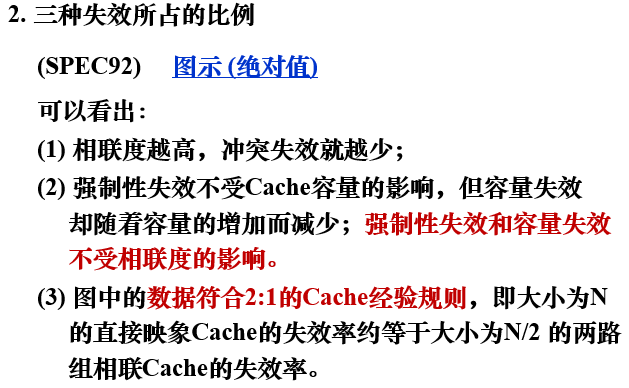 2. 三种失效所占的比例
(SPEC92) 图示 (绝对值)
可以看出：
(1) 相联度越高，冲突失效就越少；
(2) 强制性失效不受Cache容量的影响，但容量失效
却随着容量的增加而减少；强制性失效和容量失效
不受相联度的影响。
(3) 图中的数据符合2:1的Cache经验规则，即大小为N
的直接映象Cache的失效率约等于大小为N/2 的两路
组相联Cache的失效率。